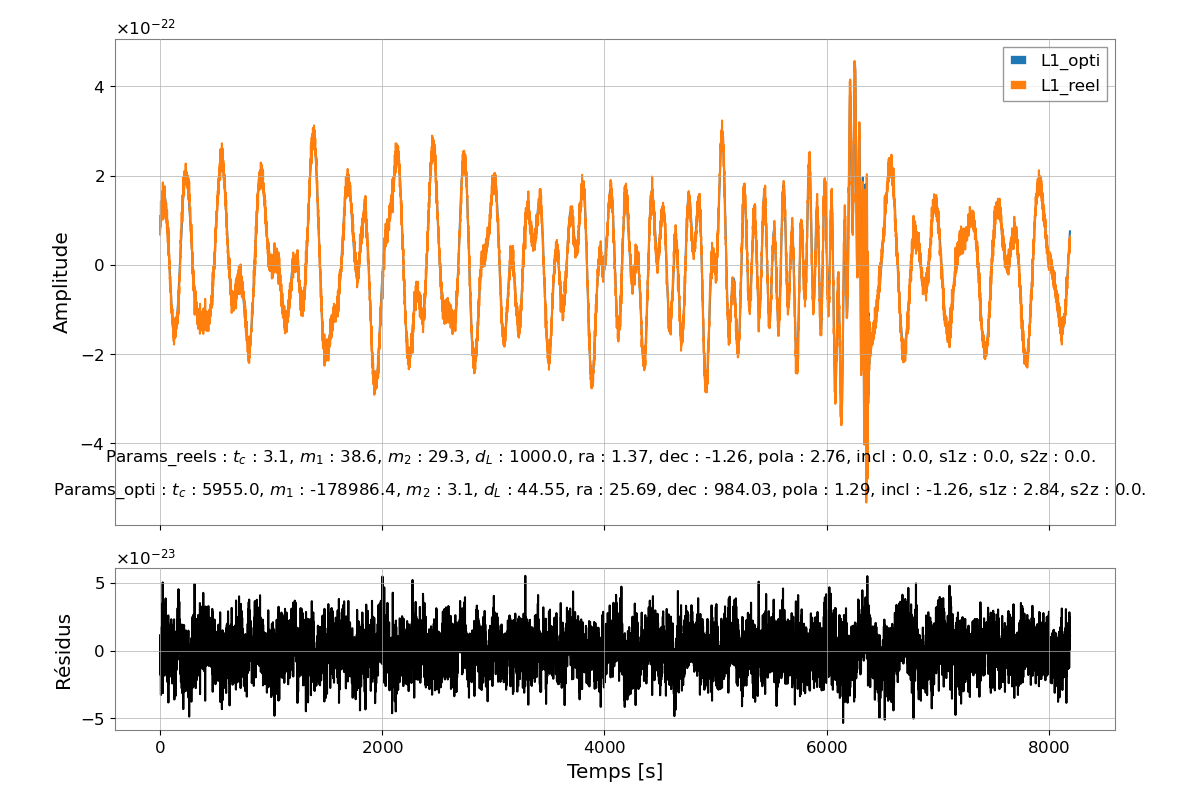 ×10⁻²²
L1_opti
L1_reel
4
2
0
−2
−4
Amplitude
Params_reels : t_c : 3.1, m_1 : 38.6, m_2 : 29.3, d_L : 1000.0, ra : 1.37, dec : -1.26, pola : 2.76, incl : 0.0, s1z : 0.0, s2z : 0.0.
Params_opti : t_c : 5955.0, m_1 : -178986.4, m_2 : 3.1, d_L : 44.55, ra : 25.69, dec : 984.03, pola : 1.29, incl : -1.26, s1z : 2.84, s2z : 0.0.
×10⁻²³
5
0
−5
Résidus
0 2000 4000 6000 8000
Temps [s]